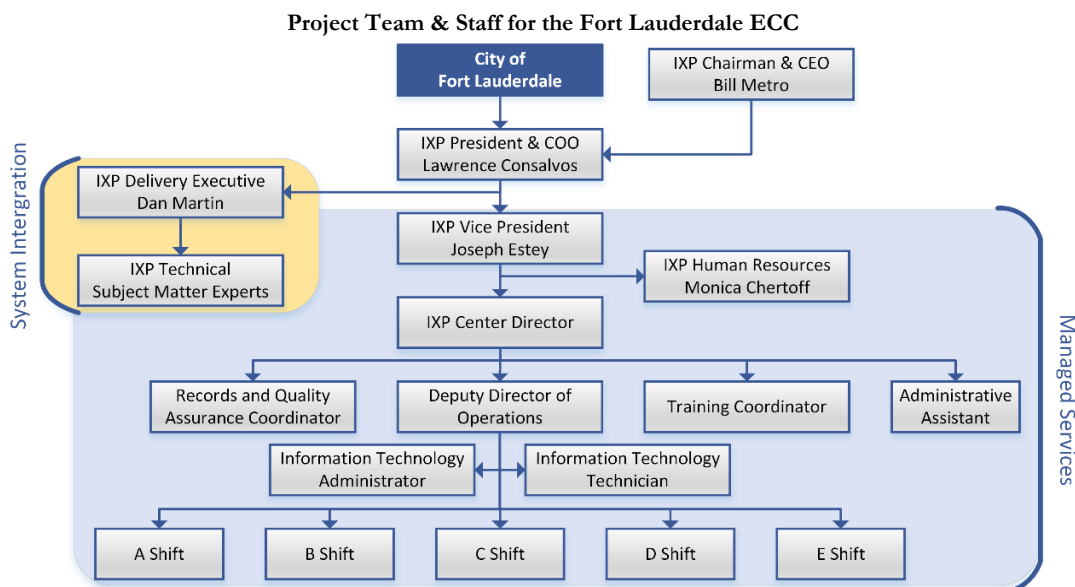 Project Team & Staff for the Fort Lauderdale ECC
City of
Fort Lauderdale
IXP Chairman & CEO
Bill Metro
IXP President & COO
Lawrence Consalvos
System Intergration
IXP Delivery Executive
Dan Martin
IXP Technical
Subject Matter Experts
IXP Vice President
Joseph Estey
IXP Human Resources
Monica Chertoff
IXP Center Director
Managed Services
Records and Quality
Assurance Coordinator
Deputy Director of
Operations
Training Coordinator
Administrative
Assistant
Information Technology
Administrator
Information Technology
Technician
A Shift
B Shift
C Shift
D Shift
E Shift